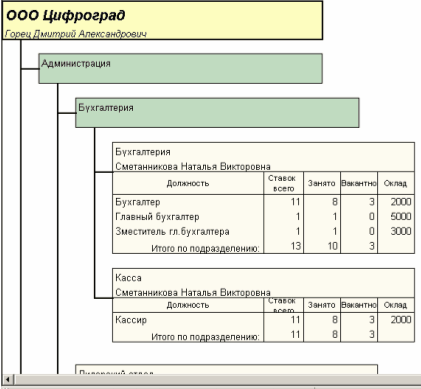 ООО Цифроград
Горец Дмитрий Александрович
Администрация
Бухгалтерия
Бухгалтерия
Сметанникова Наталья Викторовна
Должность Ставок всего Занято Вакантно Оклад
Бухгалтер 11 8 3 2000
Главный бухгалтер 1 1 0 5000
Зместитель гл.бухгалтера 1 1 0 3000
Итого по подразделению: 13 10 3
Касса
Сметанникова Наталья Викторовна
Должность Ставок всего Занято Вакантно Оклад
Кассир 11 8 3 2000
Итого по подразделению: 11 8 3
отдел